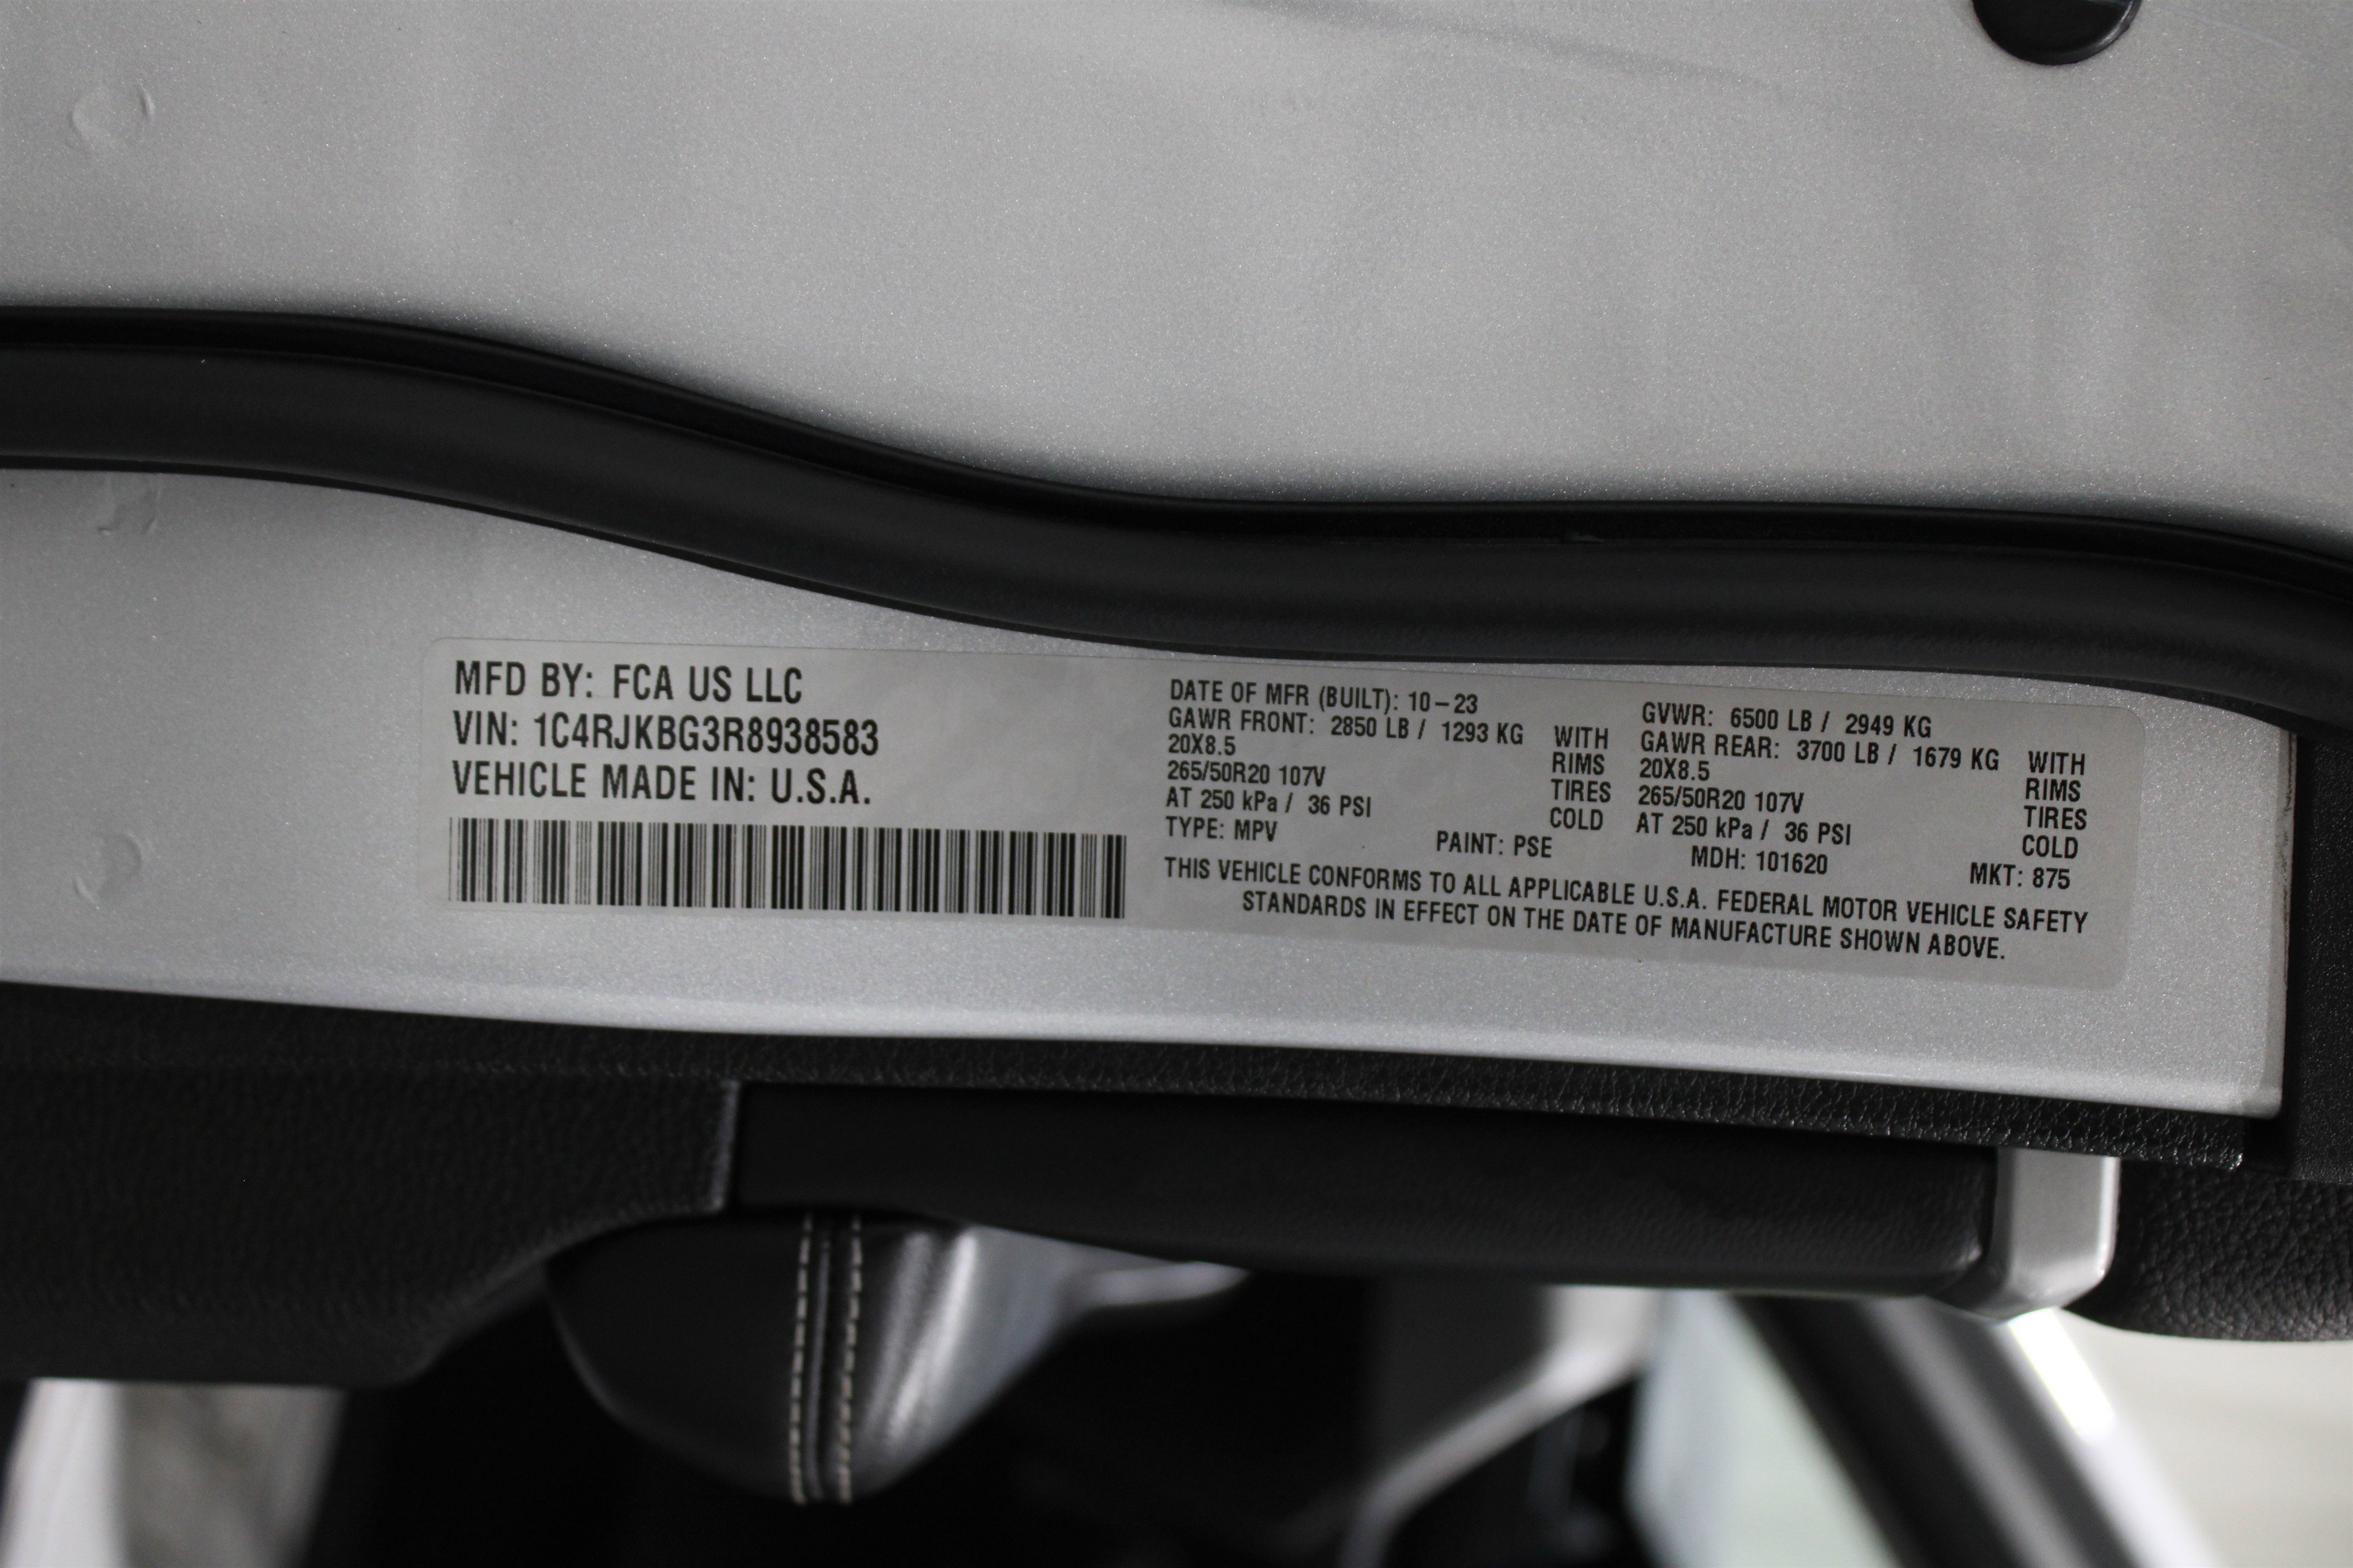 MFD BY: FCA US LLC
VIN: 1C4RJKBG3R8938583
VEHICLE MADE IN: U.S.A.
DATE OF MFR (BUILT): 10-23
GVWR: 6500 LB / 2949 KG
GAWR FRONT: 2850 LB / 1293 KG WITH
20X8.5 RIMS
265/50R20 107V TIRES
AT 250 kPa / 36 PSI COLD
GAWR REAR: 3700 LB / 1679 KG WITH
20X8.5 RIMS
265/50R20 107V TIRES
AT 250 kPa / 36 PSI COLD
TYPE: MPV PAINT: PSE MDH: 101620 MKT: 875
THIS VEHICLE CONFORMS TO ALL APPLICABLE U.S.A. FEDERAL MOTOR VEHICLE SAFETY
STANDARDS IN EFFECT ON THE DATE OF MANUFACTURE SHOWN ABOVE.